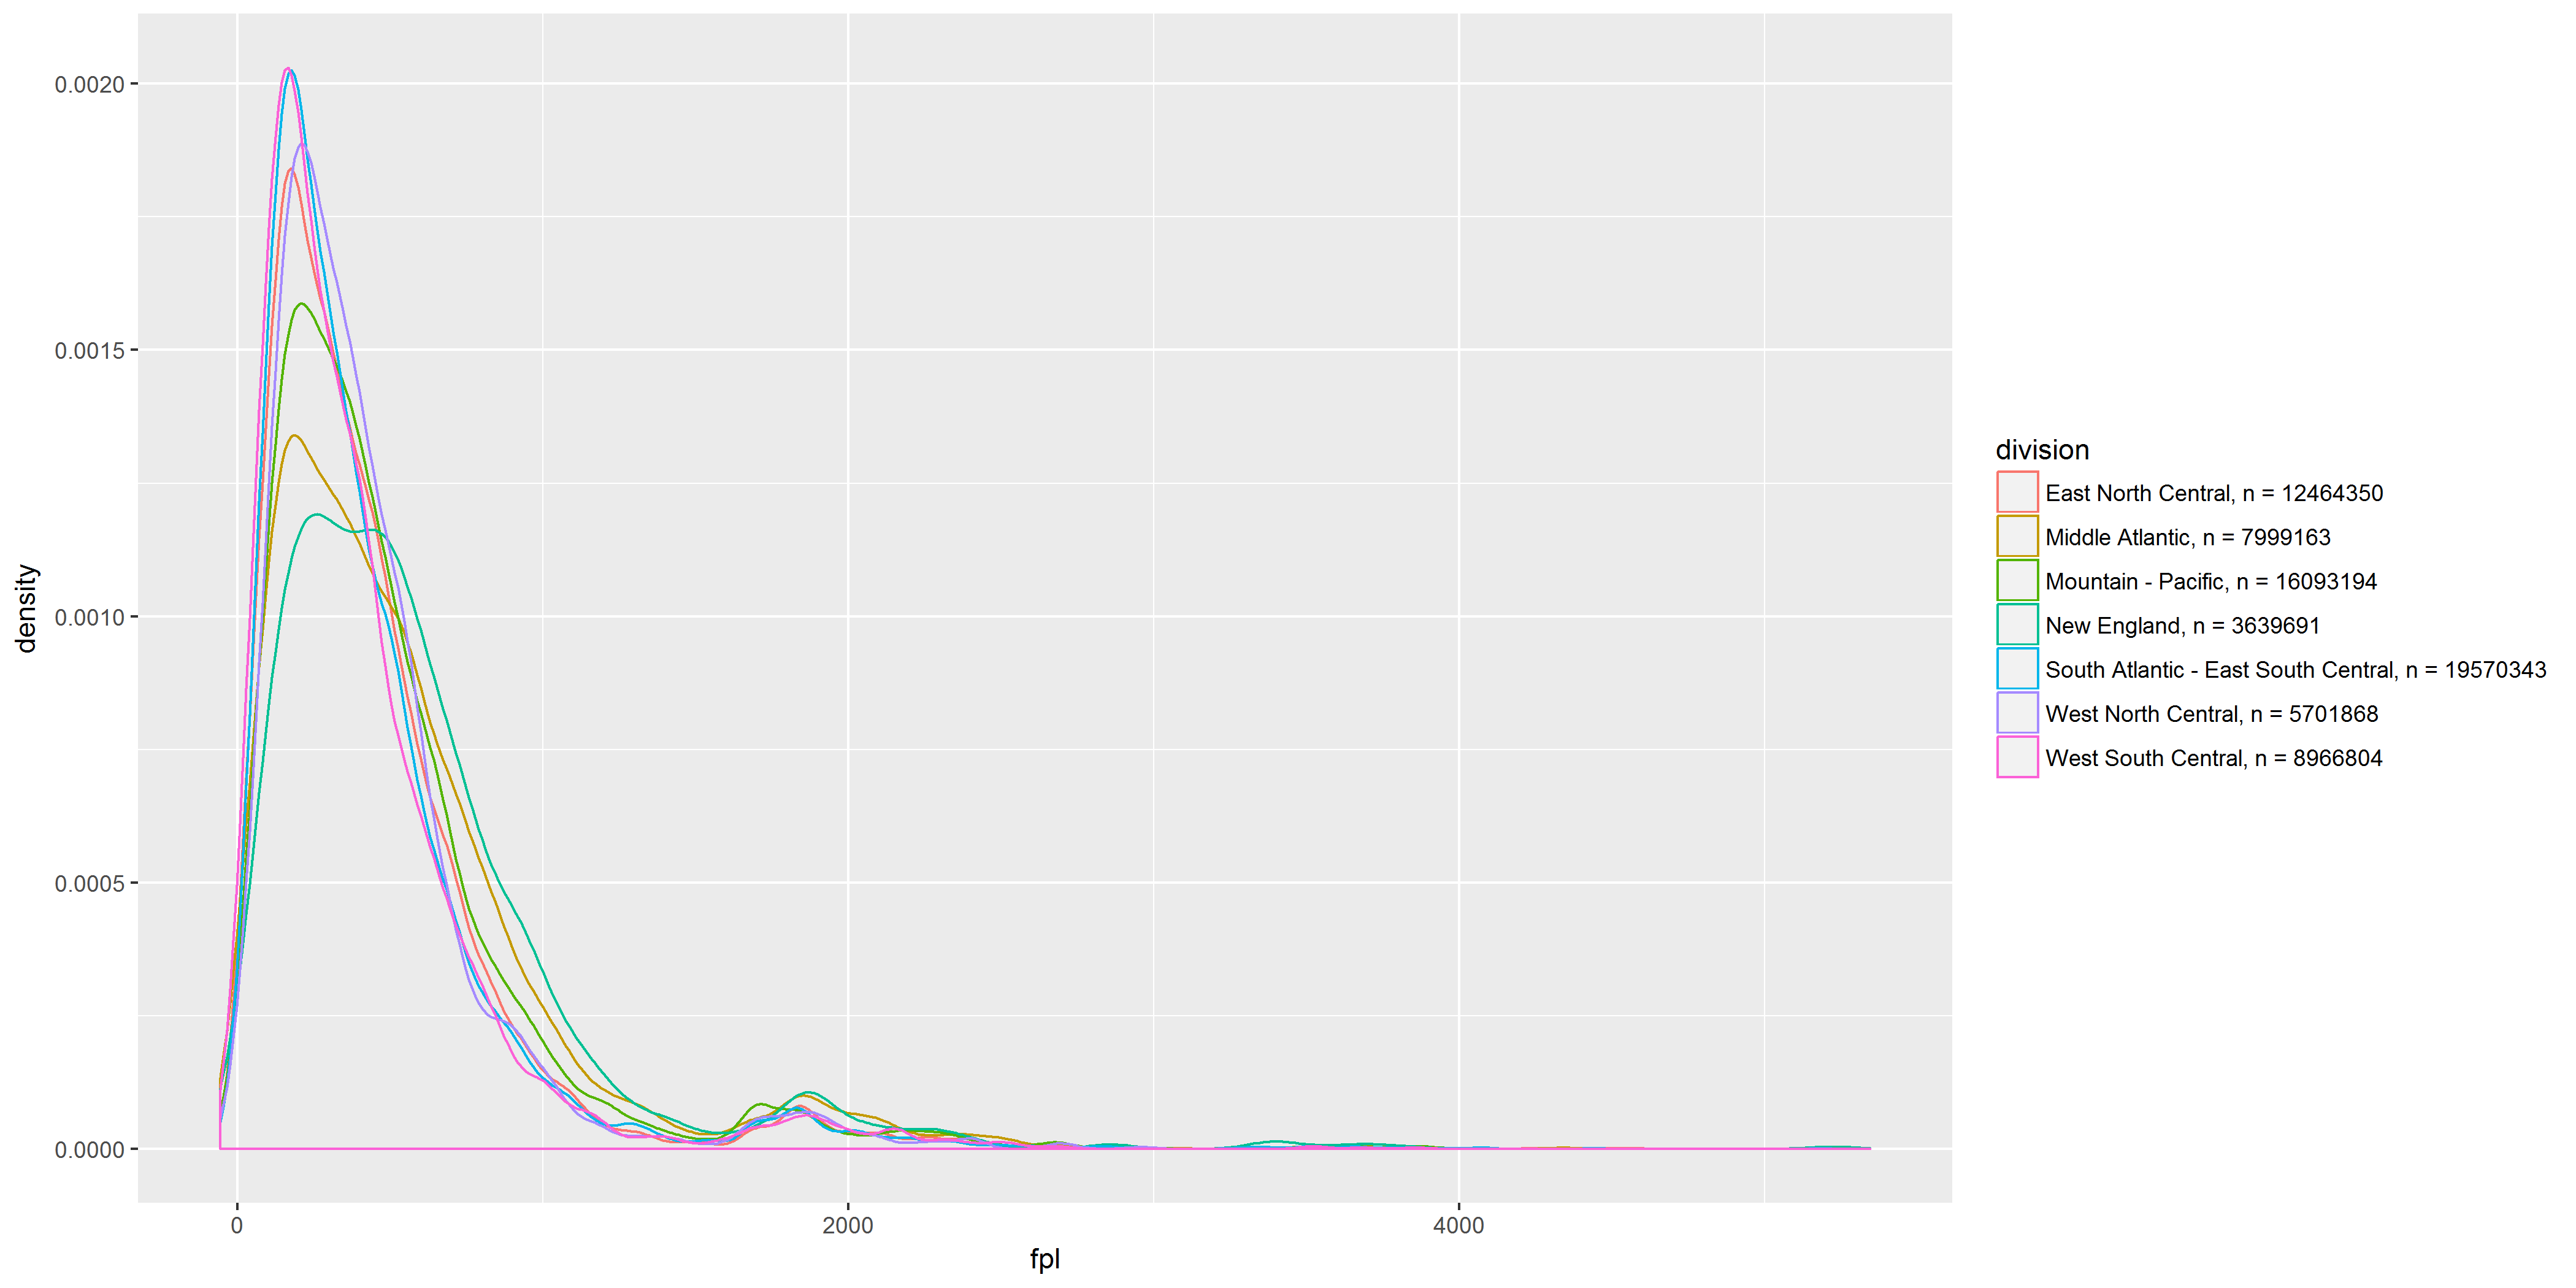 0.0020
0.0015
0.0010
0.0005
0.0000
density
0 2000 4000
fpl
division
East North Central, n = 12464350
Middle Atlantic, n = 7999163
Mountain - Pacific, n = 16093194
New England, n = 3639691
South Atlantic - East South Central, n = 19570343
West North Central, n = 5701868
West South Central, n = 8966804